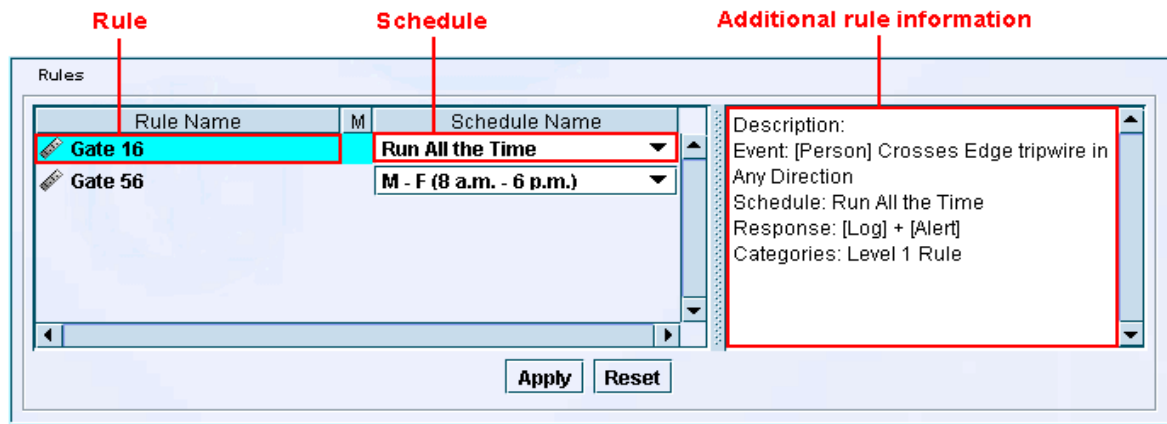 Rule Schedule Additional rule information
Rules
Rule Name M Schedule Name
Gate 16 Run All the Time
Gate 56 M - F (8 a.m. - 6 p.m.)
Description:
Event: [Person] Crosses Edge tripwire in
Any Direction
Schedule: Run All the Time
Response: [Log] + [Alert]
Categories: Level 1 Rule
Apply Reset